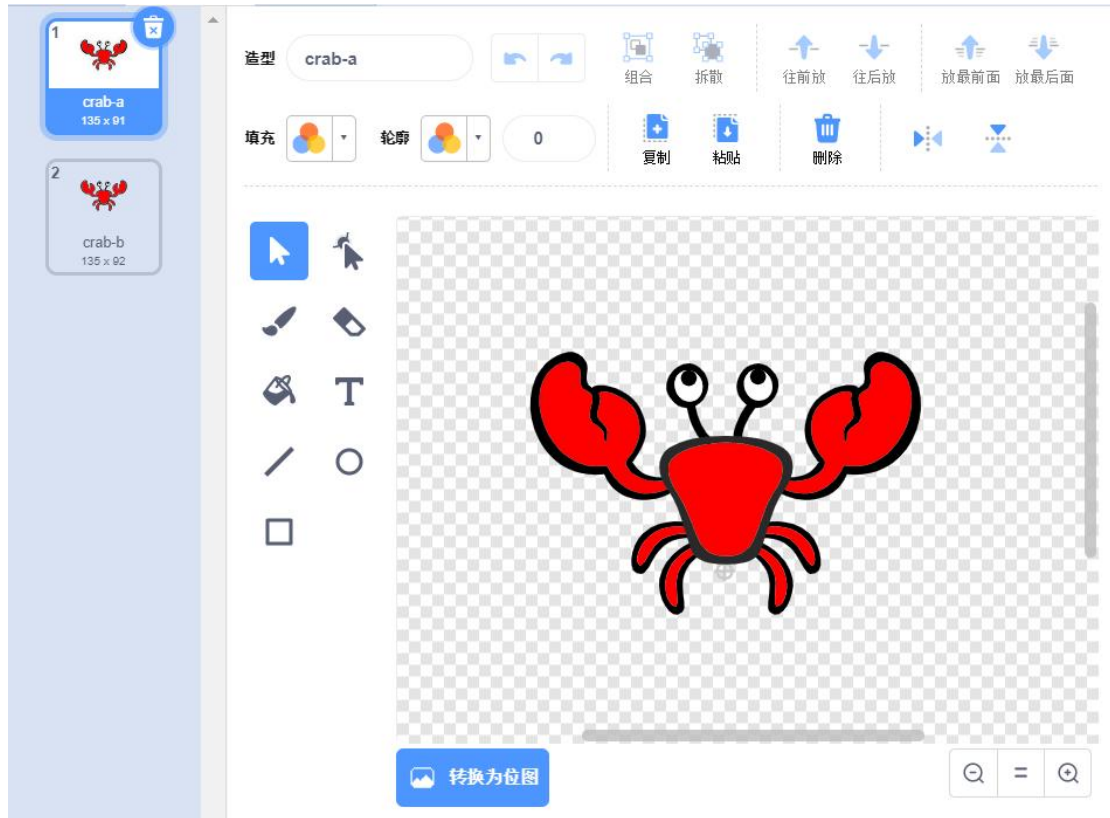 1
crab-a
135 x 91
2
crab-b
135 x 92
造型 crab-a
组合 拆散 往前放 往后放 放最前面 放最后面
填充 轮廓 0
复制 粘贴 删除
T
转换为位图